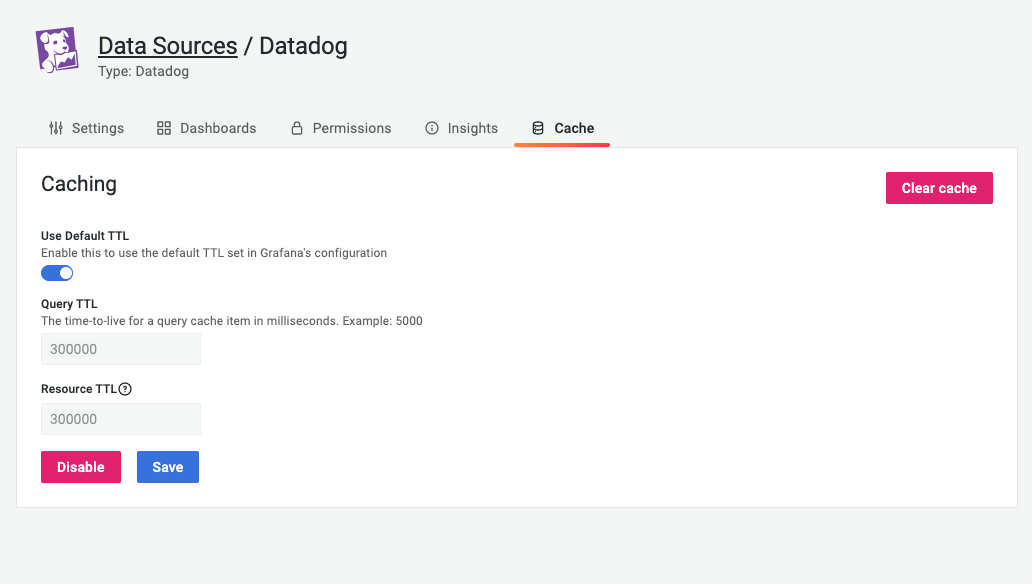 Data Sources / Datadog
Type: Datadog
Settings
Dashboards
Permissions
Insights
Cache
Caching
Clear cache
Use Default TTL
Enable this to use the default TTL set in Grafana's configuration
Query TTL
The time-to-live for a query cache item in milliseconds. Example: 5000
300000
Resource TTL
300000
Disable
Save